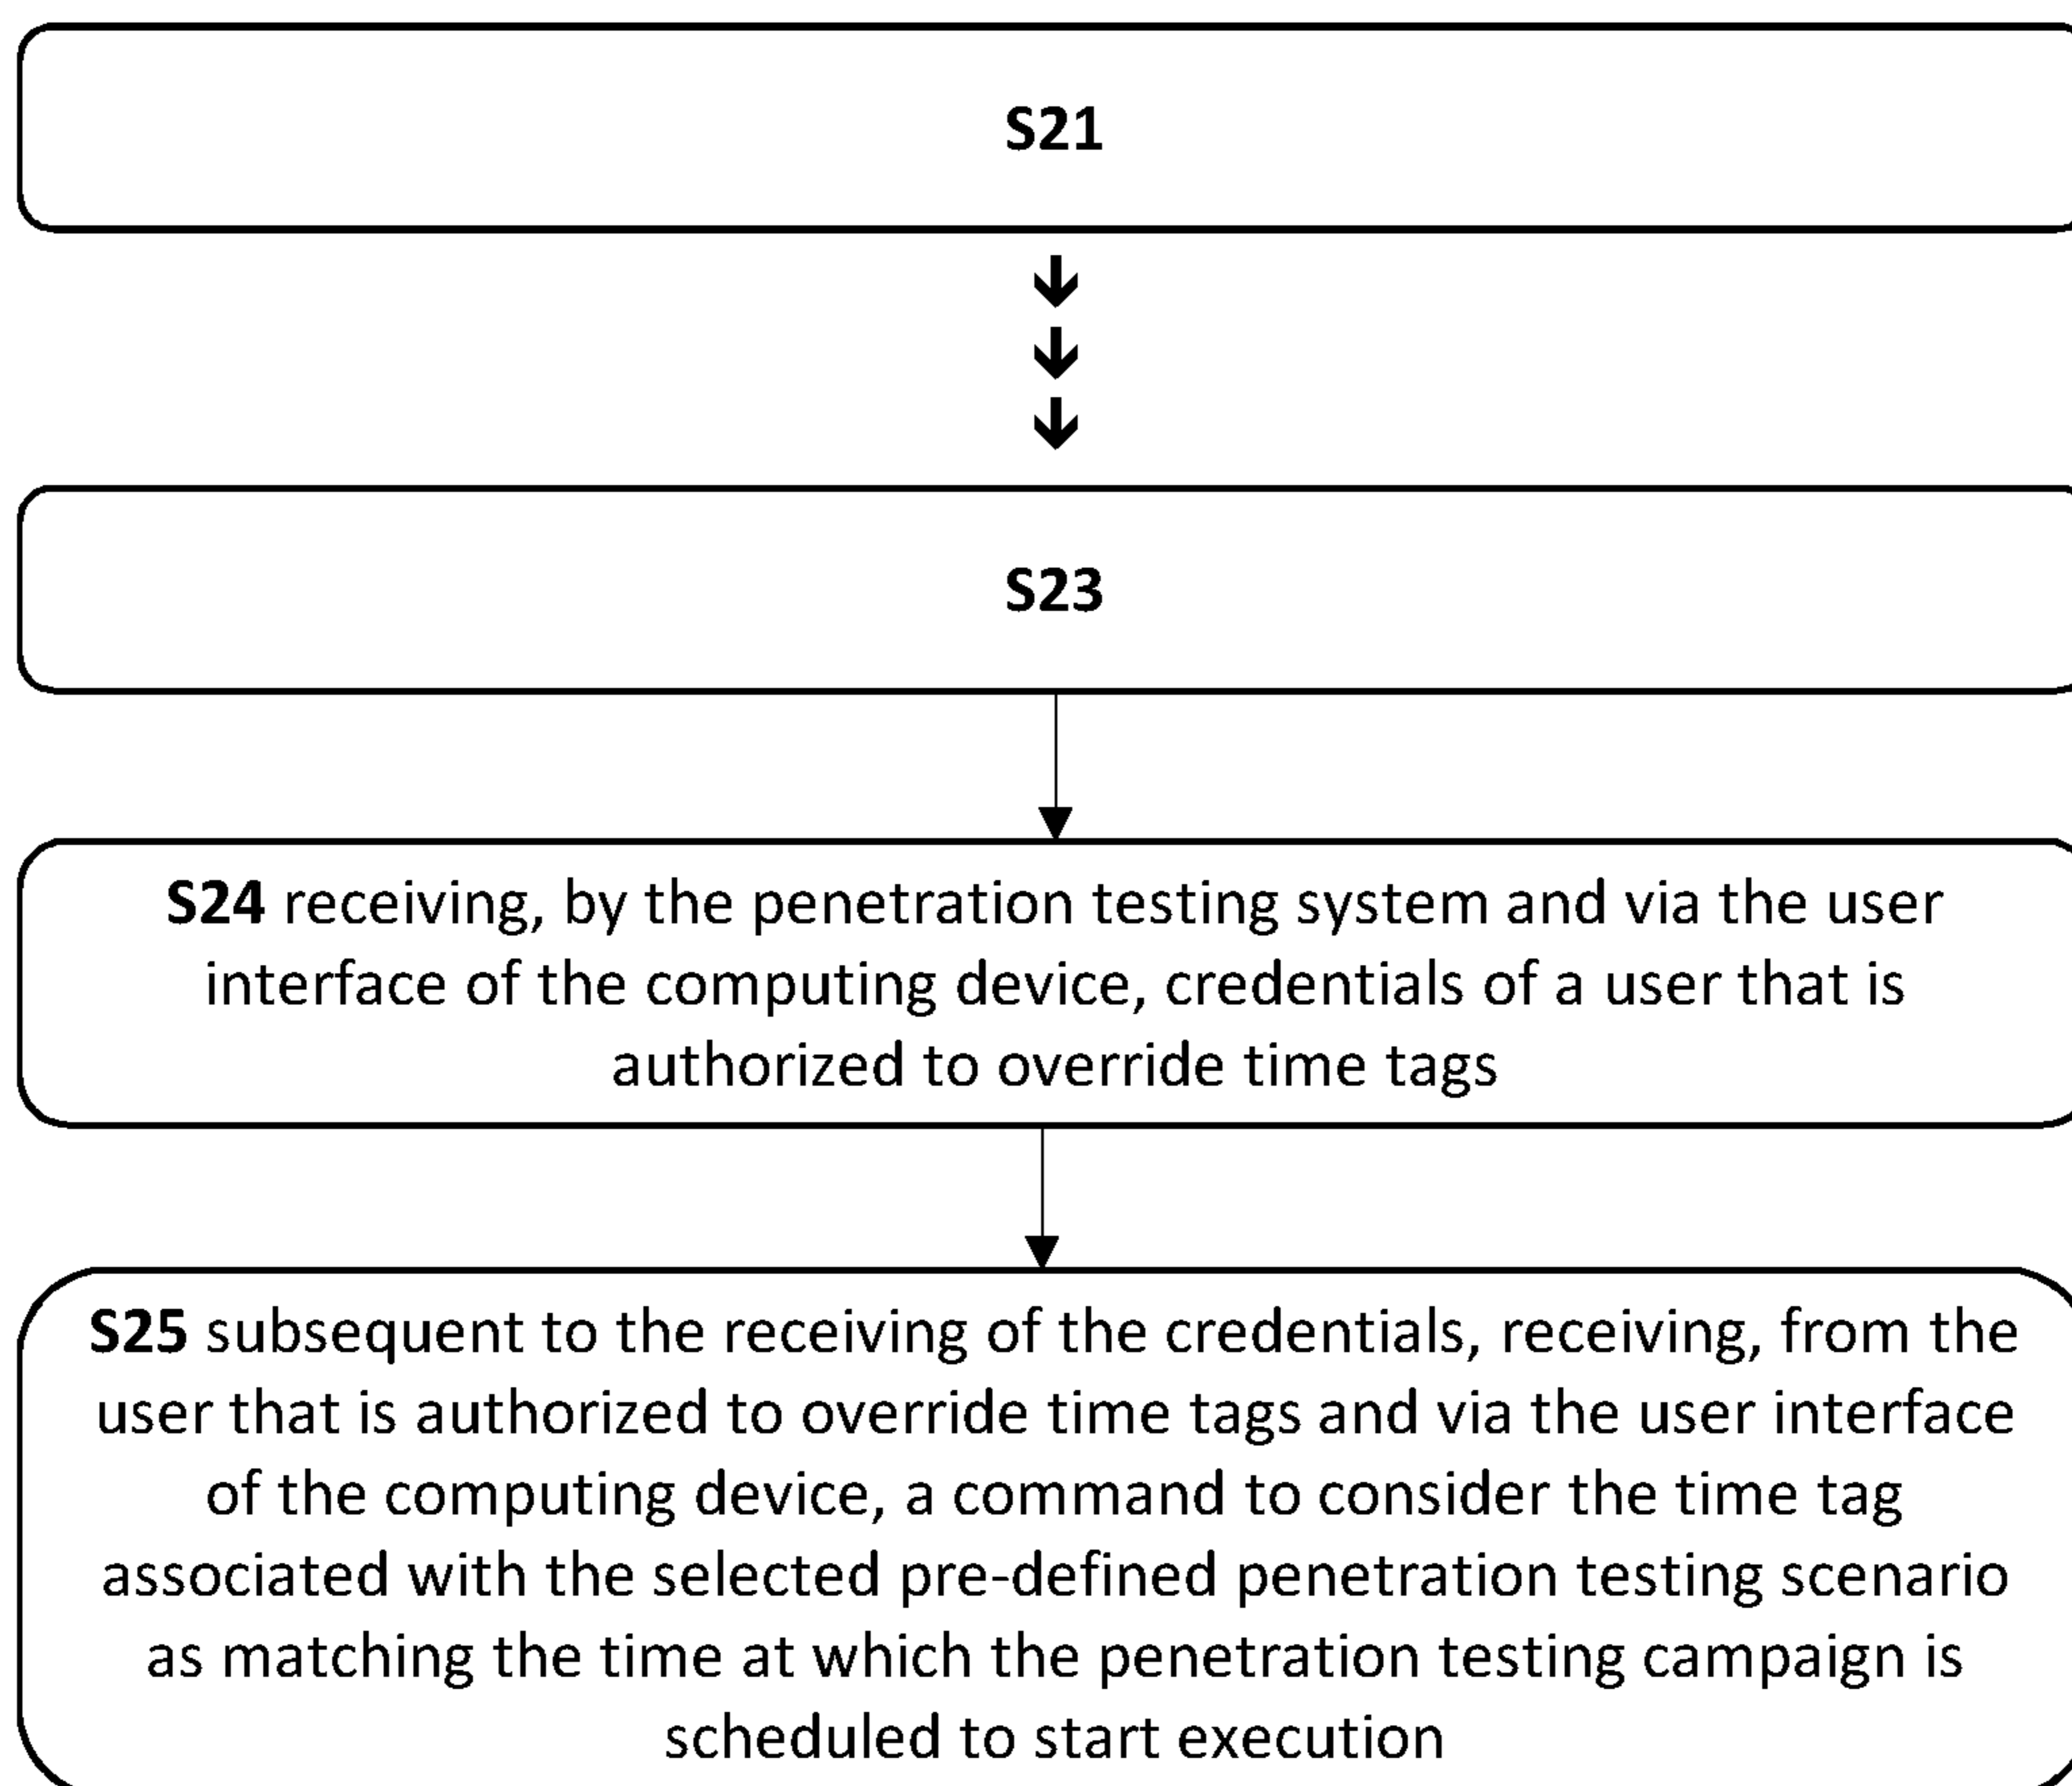 S21
S23
S24 receiving, by the penetration testing system and via the user
interface of the computing device, credentials of a user that is
authorized to override time tags
S25 subsequent to the receiving of the credentials, receiving, from the
user that is authorized to override time tags and via the user interface
of the computing device, a command to consider the time tag
associated with the selected pre-defined penetration testing scenario
as matching the time at which the penetration testing campaign is
scheduled to start execution